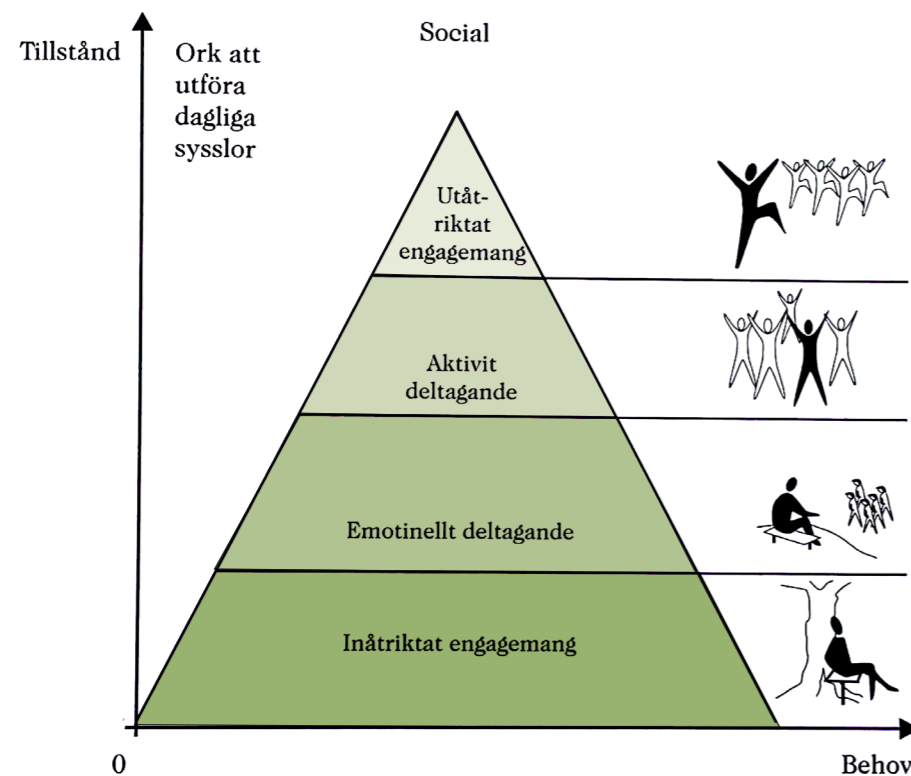 Social
Tillstånd
Ork att
utföra
dagliga
sysslor
Utåt-
riktat
engagemang
Aktivit
deltagande
Emotinellt deltagande
Inåtriktat engagemang
0
Behov